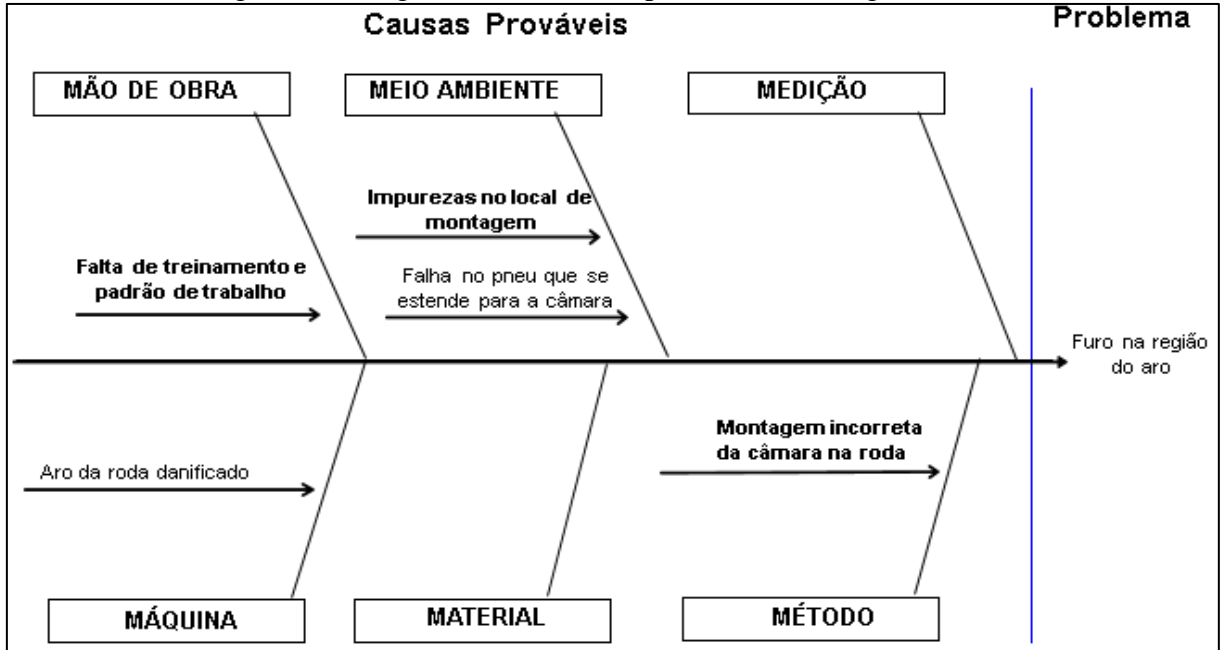 Causas Prováveis
Problema
MÃO DE OBRA
MEIO AMBIENTE
MEDIÇÃO
Impurezas no local de
montagem
Falta de treinamento e
padrão de trabalho
Falha no pneu que se
estende para a câmara
Furo na região
do aro
Montagem incorreta
da câmara na roda
Aro da roda danificado
MÁQUINA
MATERIAL
MÉTODO